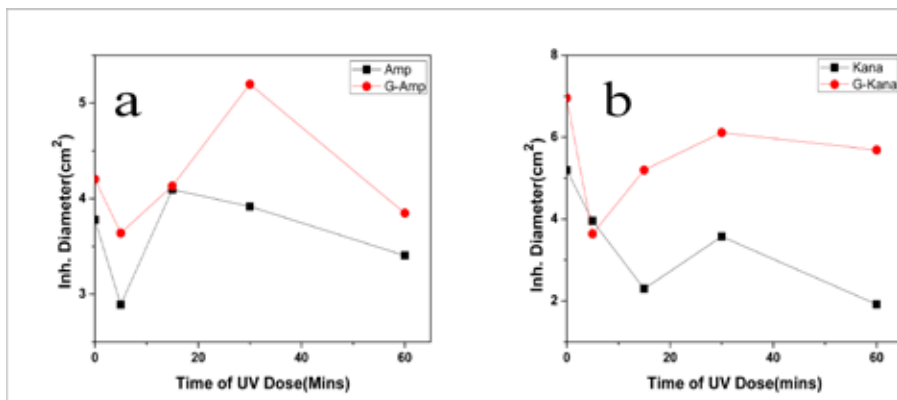 a
Amp
G-Amp
5
4
3
Inh. Diameter(cm²)
0
20
40
60
Time of UV Dose(Mins)
b
Kana
G-Kana
8
6
4
2
Inh. Diameter(cm²)
0
20
40
60
Time of UV Dose(mins)